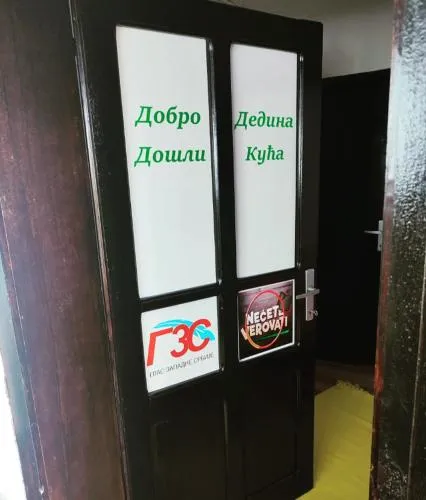 Добро
Дошли
Дедина
Кућа
ГЗС
ГЛАС ЗАПАДНЕ СРБИЈЕ
NEĆETE
VEROVATI